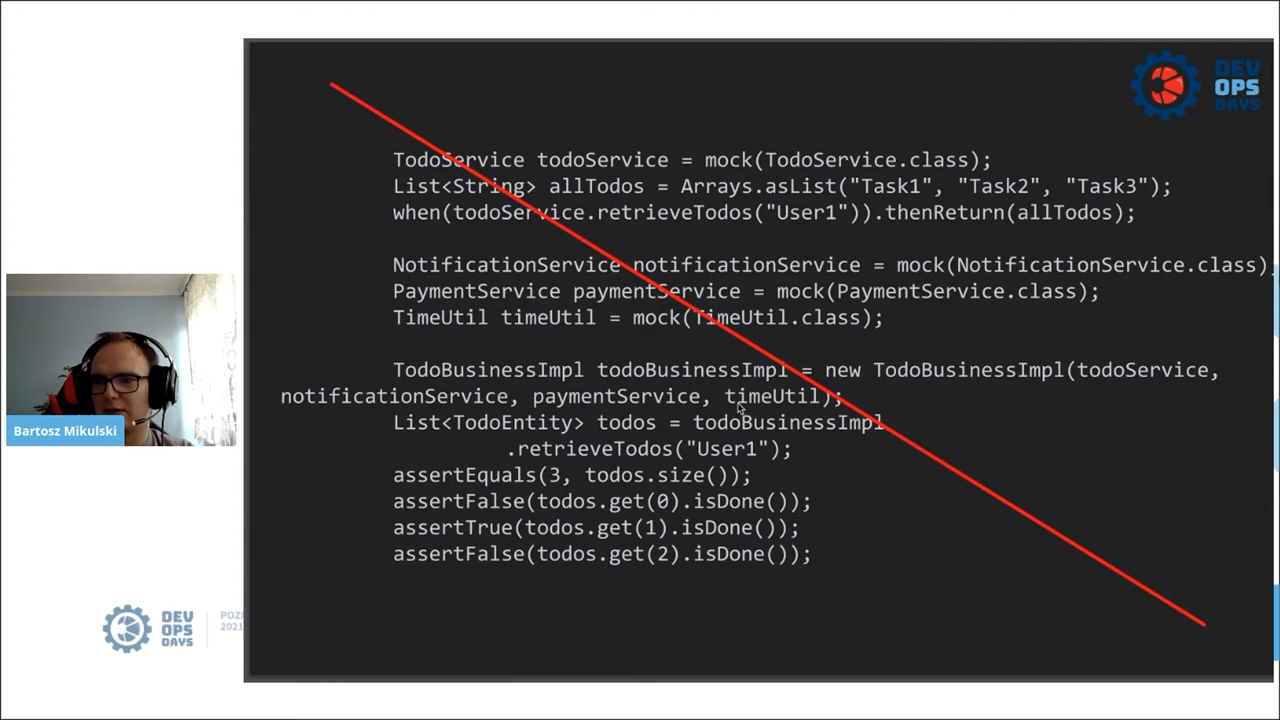 DEV
OPS
DAYS
TodoService todoService = mock(TodoService.class);
List<String> allTodos = Arrays.asList("Task1", "Task2", "Task3");
when(todoService.retrieveTodos("User1")).thenReturn(allTodos);
NotificationService notificationService = mock(NotificationService.class);
PaymentService paymentService = mock(PaymentService.class);
TimeUtil timeUtil = mock(TimeUtil.class);
TodoBusinessImpl todoBusinessImpl = new TodoBusinessImpl(todoService,
notificationService, paymentService, timeUtil);
List<TodoEntity> todos = todoBusinessImpl
.retrieveTodos("User1");
assertEquals(3, todos.size());
assertFalse(todos.get(0).isDone());
assertTrue(todos.get(1).isDone());
assertFalse(todos.get(2).isDone());
Bartosz Mikulski
DEV
OPS
DAYS
2021